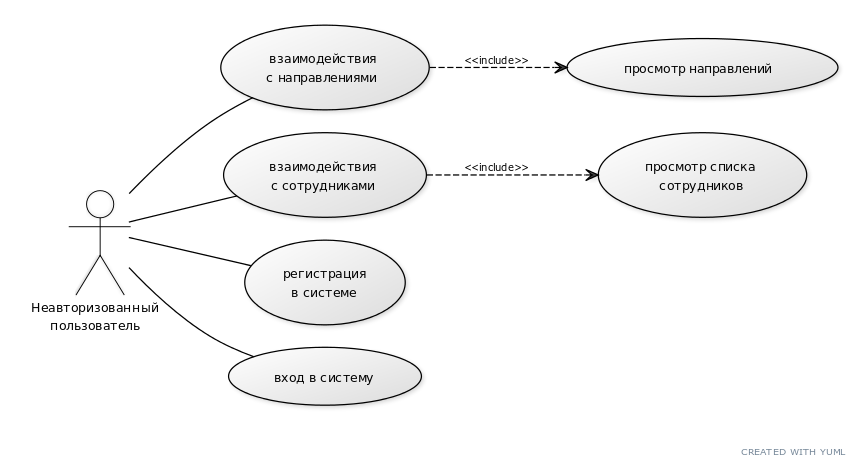 взаимодействия
с направлениями
<<include>>
просмотр направлений
взаимодействия
с сотрудниками
<<include>>
просмотр списка
сотрудников
регистрация
в системе
Неавторизованный
пользователь
вход в систему
CREATED WITH YUML